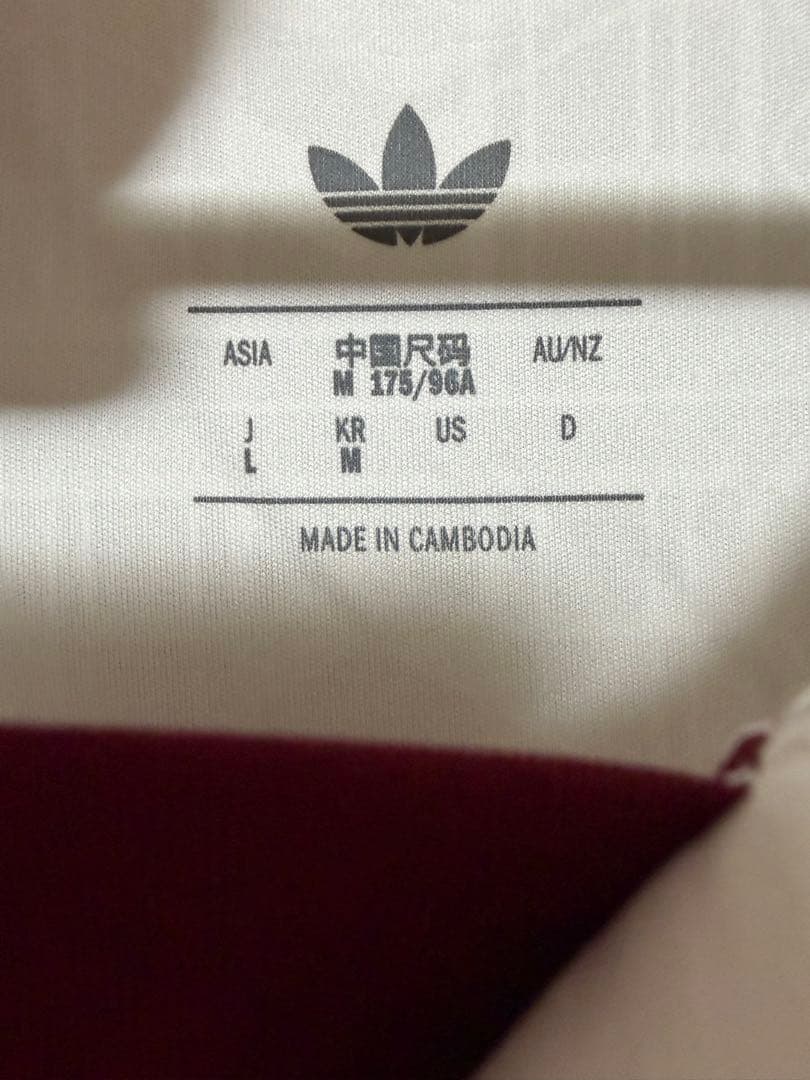 ASIA 中国尺码 AU/NZ
M 175/96A
J KR US D
L M
MADE IN CAMBODIA